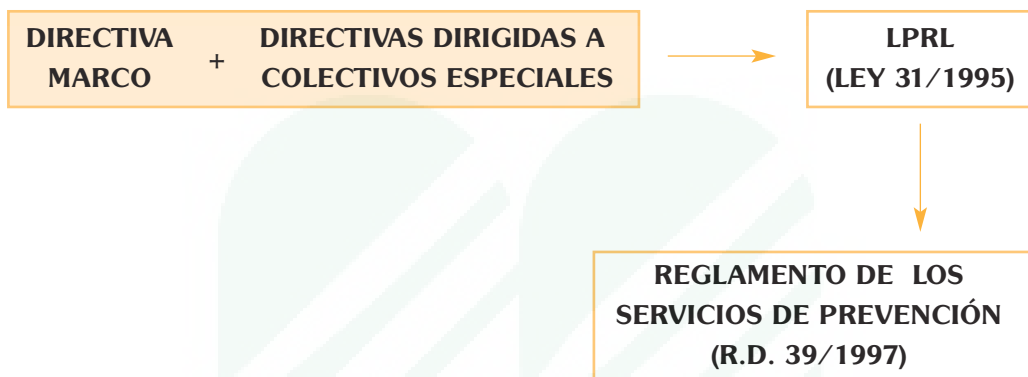 DIRECTIVA MARCO
+
DIRECTIVAS DIRIGIDAS A
COLECTIVOS ESPECIALES
LPRL
(LEY 31/1995)
REGLAMENTO DE LOS
SERVICIOS DE PREVENCIÓN
(R.D. 39/1997)